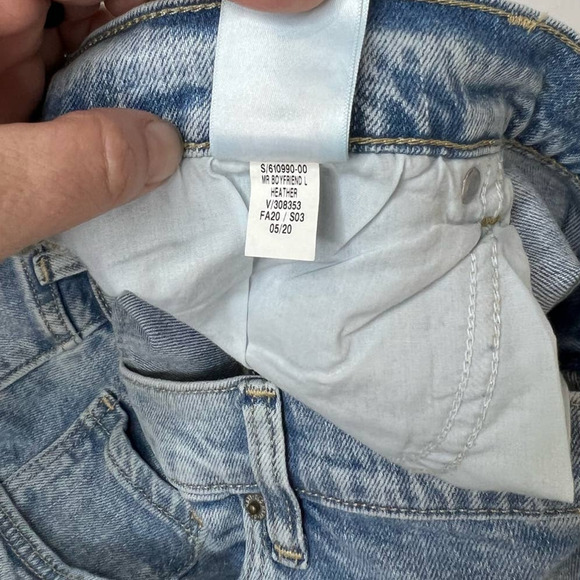 S/610990-00
MR BOYFRIEND L
HEATHER
V/308353
FA20 / S03
05/20